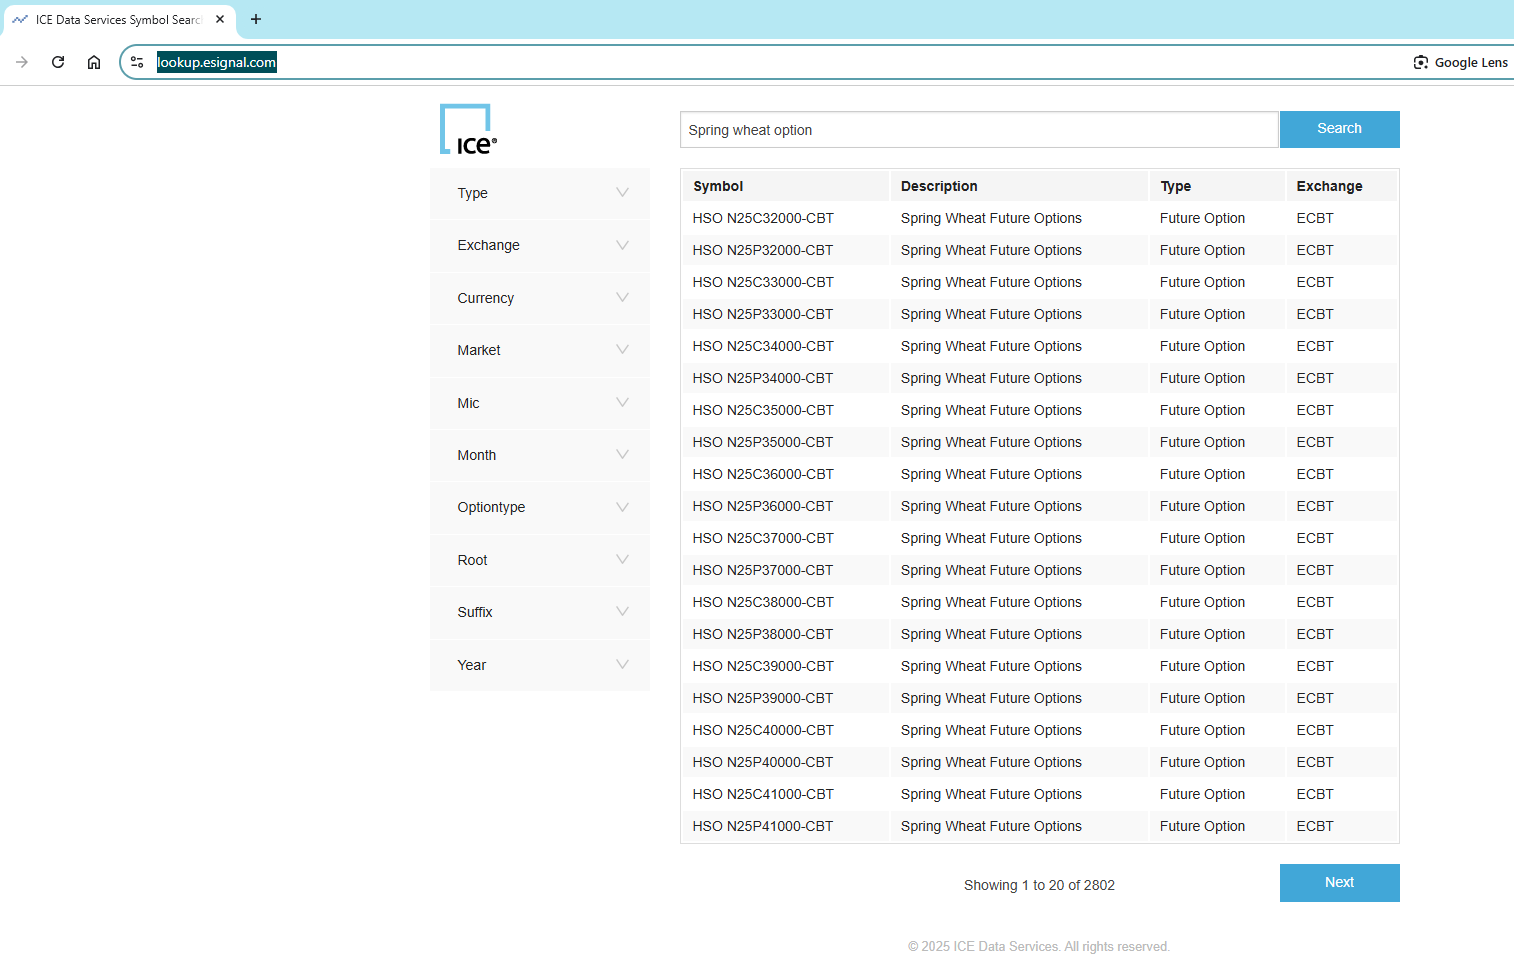 ICE Data Services Symbol Searc
lookup.esignal.com
Google Lens
ice®
Spring wheat option
Search
Type
Exchange
Currency
Market
Mic
Month
Optiontype
Root
Suffix
Year
Symbol Description Type Exchange
HSO N25C32000-CBT Spring Wheat Future Options Future Option ECBT
HSO N25P32000-CBT Spring Wheat Future Options Future Option ECBT
HSO N25C33000-CBT Spring Wheat Future Options Future Option ECBT
HSO N25P33000-CBT Spring Wheat Future Options Future Option ECBT
HSO N25C34000-CBT Spring Wheat Future Options Future Option ECBT
HSO N25P34000-CBT Spring Wheat Future Options Future Option ECBT
HSO N25C35000-CBT Spring Wheat Future Options Future Option ECBT
HSO N25P35000-CBT Spring Wheat Future Options Future Option ECBT
HSO N25C36000-CBT Spring Wheat Future Options Future Option ECBT
HSO N25P36000-CBT Spring Wheat Future Options Future Option ECBT
HSO N25C37000-CBT Spring Wheat Future Options Future Option ECBT
HSO N25P37000-CBT Spring Wheat Future Options Future Option ECBT
HSO N25C38000-CBT Spring Wheat Future Options Future Option ECBT
HSO N25P38000-CBT Spring Wheat Future Options Future Option ECBT
HSO N25C39000-CBT Spring Wheat Future Options Future Option ECBT
HSO N25P39000-CBT Spring Wheat Future Options Future Option ECBT
HSO N25C40000-CBT Spring Wheat Future Options Future Option ECBT
HSO N25P40000-CBT Spring Wheat Future Options Future Option ECBT
HSO N25C41000-CBT Spring Wheat Future Options Future Option ECBT
HSO N25P41000-CBT Spring Wheat Future Options Future Option ECBT
Showing 1 to 20 of 2802
Next
© 2025 ICE Data Services. All rights reserved.